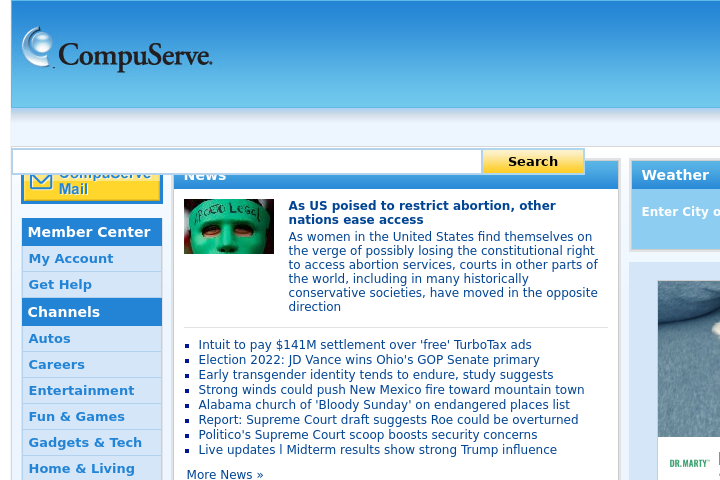 CompuServe.
Search
CompuServe
Mail
News
Weather
Enter City o
As US poised to restrict abortion, other
nations ease access
As women in the United States find themselves on
the verge of possibly losing the constitutional right
to access abortion services, courts in other parts of
the world, including in many historically
conservative societies, have moved in the opposite
direction
ABORTO LEGAL
Member Center
My Account
Get Help
Channels
Autos
Careers
Entertainment
Fun & Games
Gadgets & Tech
Home & Living
Intuit to pay $141M settlement over 'free' TurboTax ads
Election 2022: JD Vance wins Ohio's GOP Senate primary
Early transgender identity tends to endure, study suggests
Strong winds could push New Mexico fire toward mountain town
Alabama church of 'Bloody Sunday' on endangered places list
Report: Supreme Court draft suggests Roe could be overturned
Politico's Supreme Court scoop boosts security concerns
Live updates l Midterm results show strong Trump influence
More News »
DR.MARTY